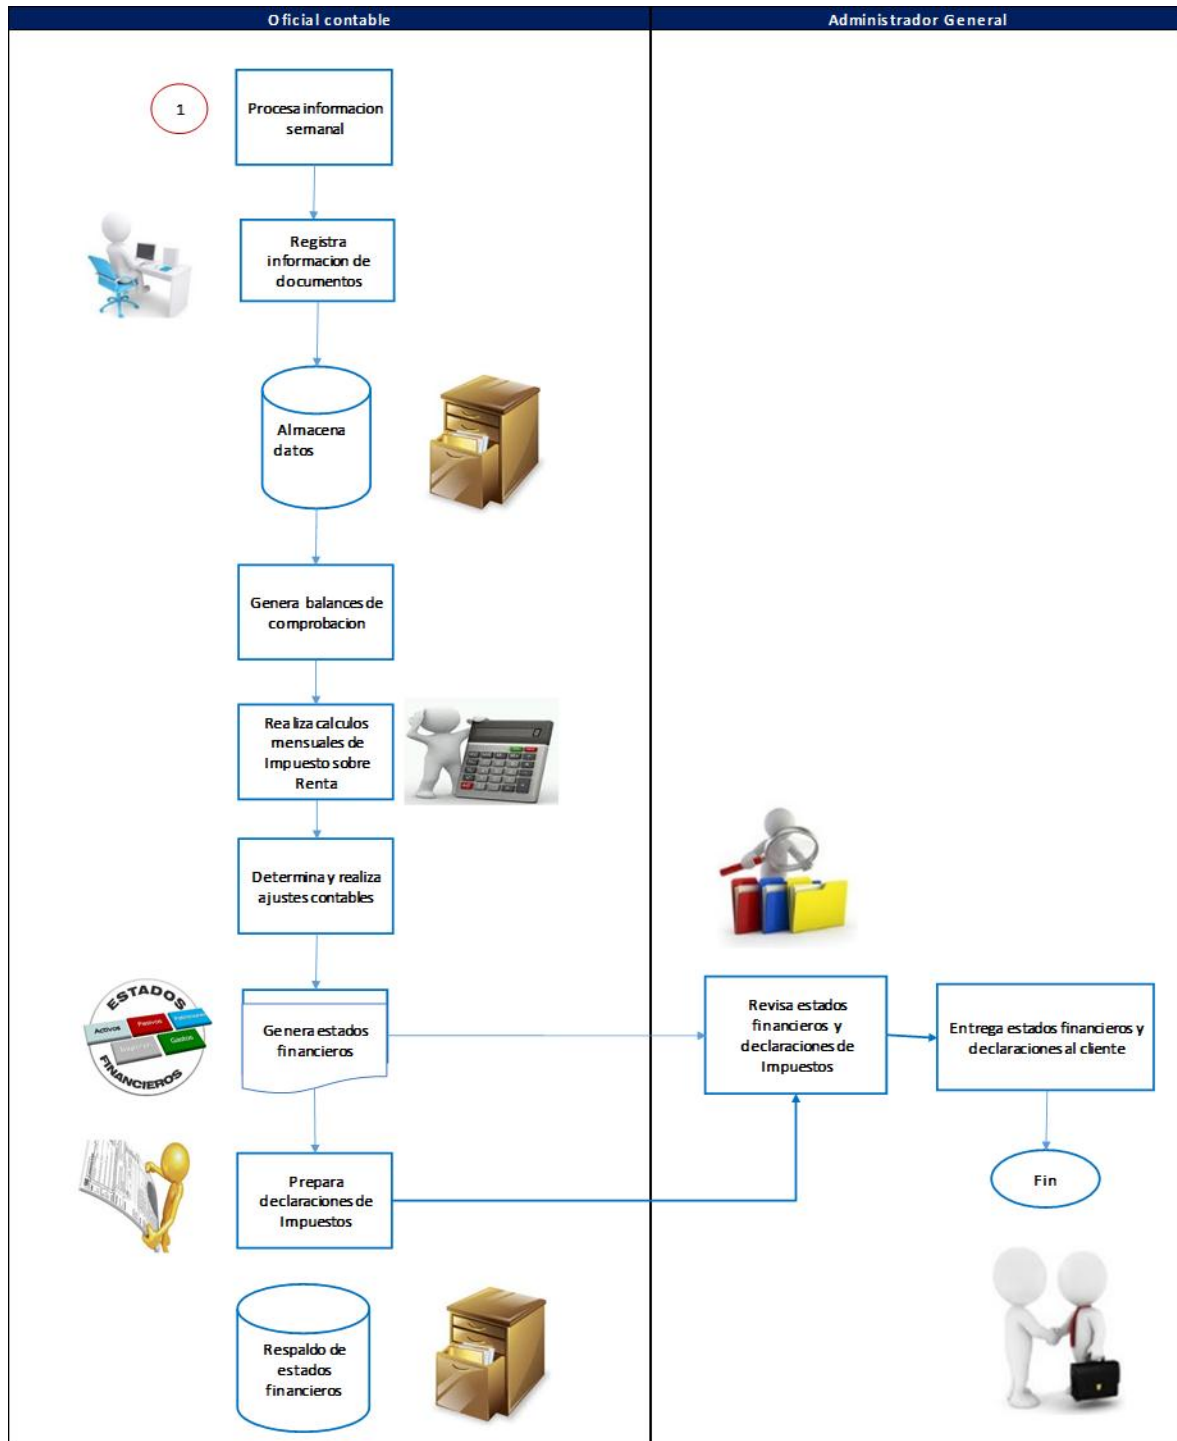 Oficial contable
Administrador General
1
Procesa informacion
semanal
Registra
informacion de
documentos
Almacena
datos
Genera balances de
comprobacion
Realiza calculos
mensuales de
Impuesto sobre
Renta
0
Determina y realiza
ajustes contables
ESTADOS
Activos
Pasivos
Gastos
FINANCIEROS
Genera estados
financieros
Revisa estados
financieros y
declaraciones de
Impuestos
Entrega estados financieros y
declaraciones al cliente
Prepara
declaraciones de
Impuestos
Fin
Respaldo de
estados
financieros